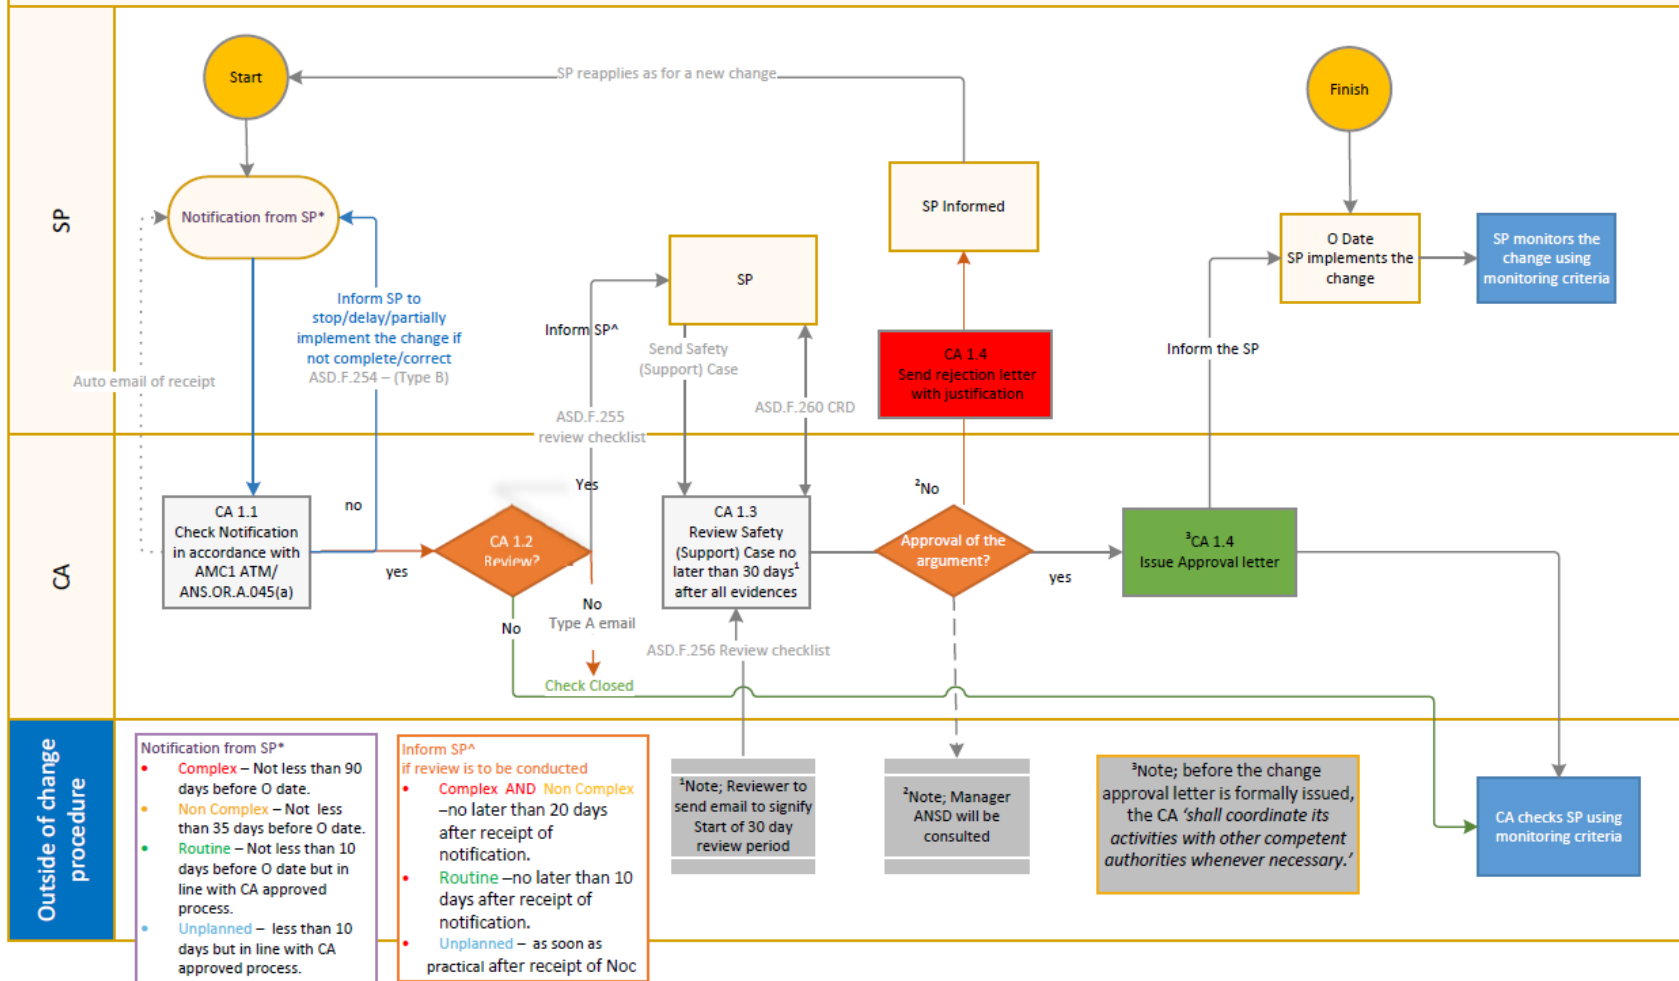 Start
SP reapplies as for a new change
Finish
SP
Notification from SP*
SP Informed
O Date
SP implements the
change
SP monitors the
change using
monitoring criteria
SP
Inform SP to
stop/delay/partially
implement the change if
not complete/correct
ASD.F.254 – (Type B)
Auto email of receipt
Inform SP^
Send Safety
(Support) Case
ASD.F.255
review checklist
ASD.F.260 CRD
CA 1.4
Send rejection letter
with justification
Inform the SP
CA
CA 1.1
Check Notification
in accordance with
AMC1 ATM/
ANS.OR.A.045(a)
no
yes
CA 1.2
Review?
Yes
No
No
Type A email
Check Closed
CA 1.3
Review Safety
(Support) Case no
later than 30 days¹
after all evidences
ASD.F.256 Review checklist
²No
Approval of the
argument?
yes
³CA 1.4
Issue Approval letter
Outside of change
procedure
Notification from SP*
• Complex – Not less than 90
days before O date.
• Non Complex – Not less
than 35 days before O date.
• Routine – Not less than 10
days before O date but in
line with CA approved
process.
• Unplanned – less than 10
days but in line with CA
approved process.
Inform SP^
if review is to be conducted
• Complex AND Non Complex
–no later than 20 days
after receipt of
notification.
• Routine –no later than 10
days after receipt of
notification.
• Unplanned – as soon as
practical after receipt of Noc
¹Note; Reviewer to
send email to signify
Start of 30 day
review period
²Note; Manager
ANSD will be
consulted
³Note; before the change
approval letter is formally issued,
the CA ‘shall coordinate its
activities with other competent
authorities whenever necessary.’
CA checks SP using
monitoring criteria